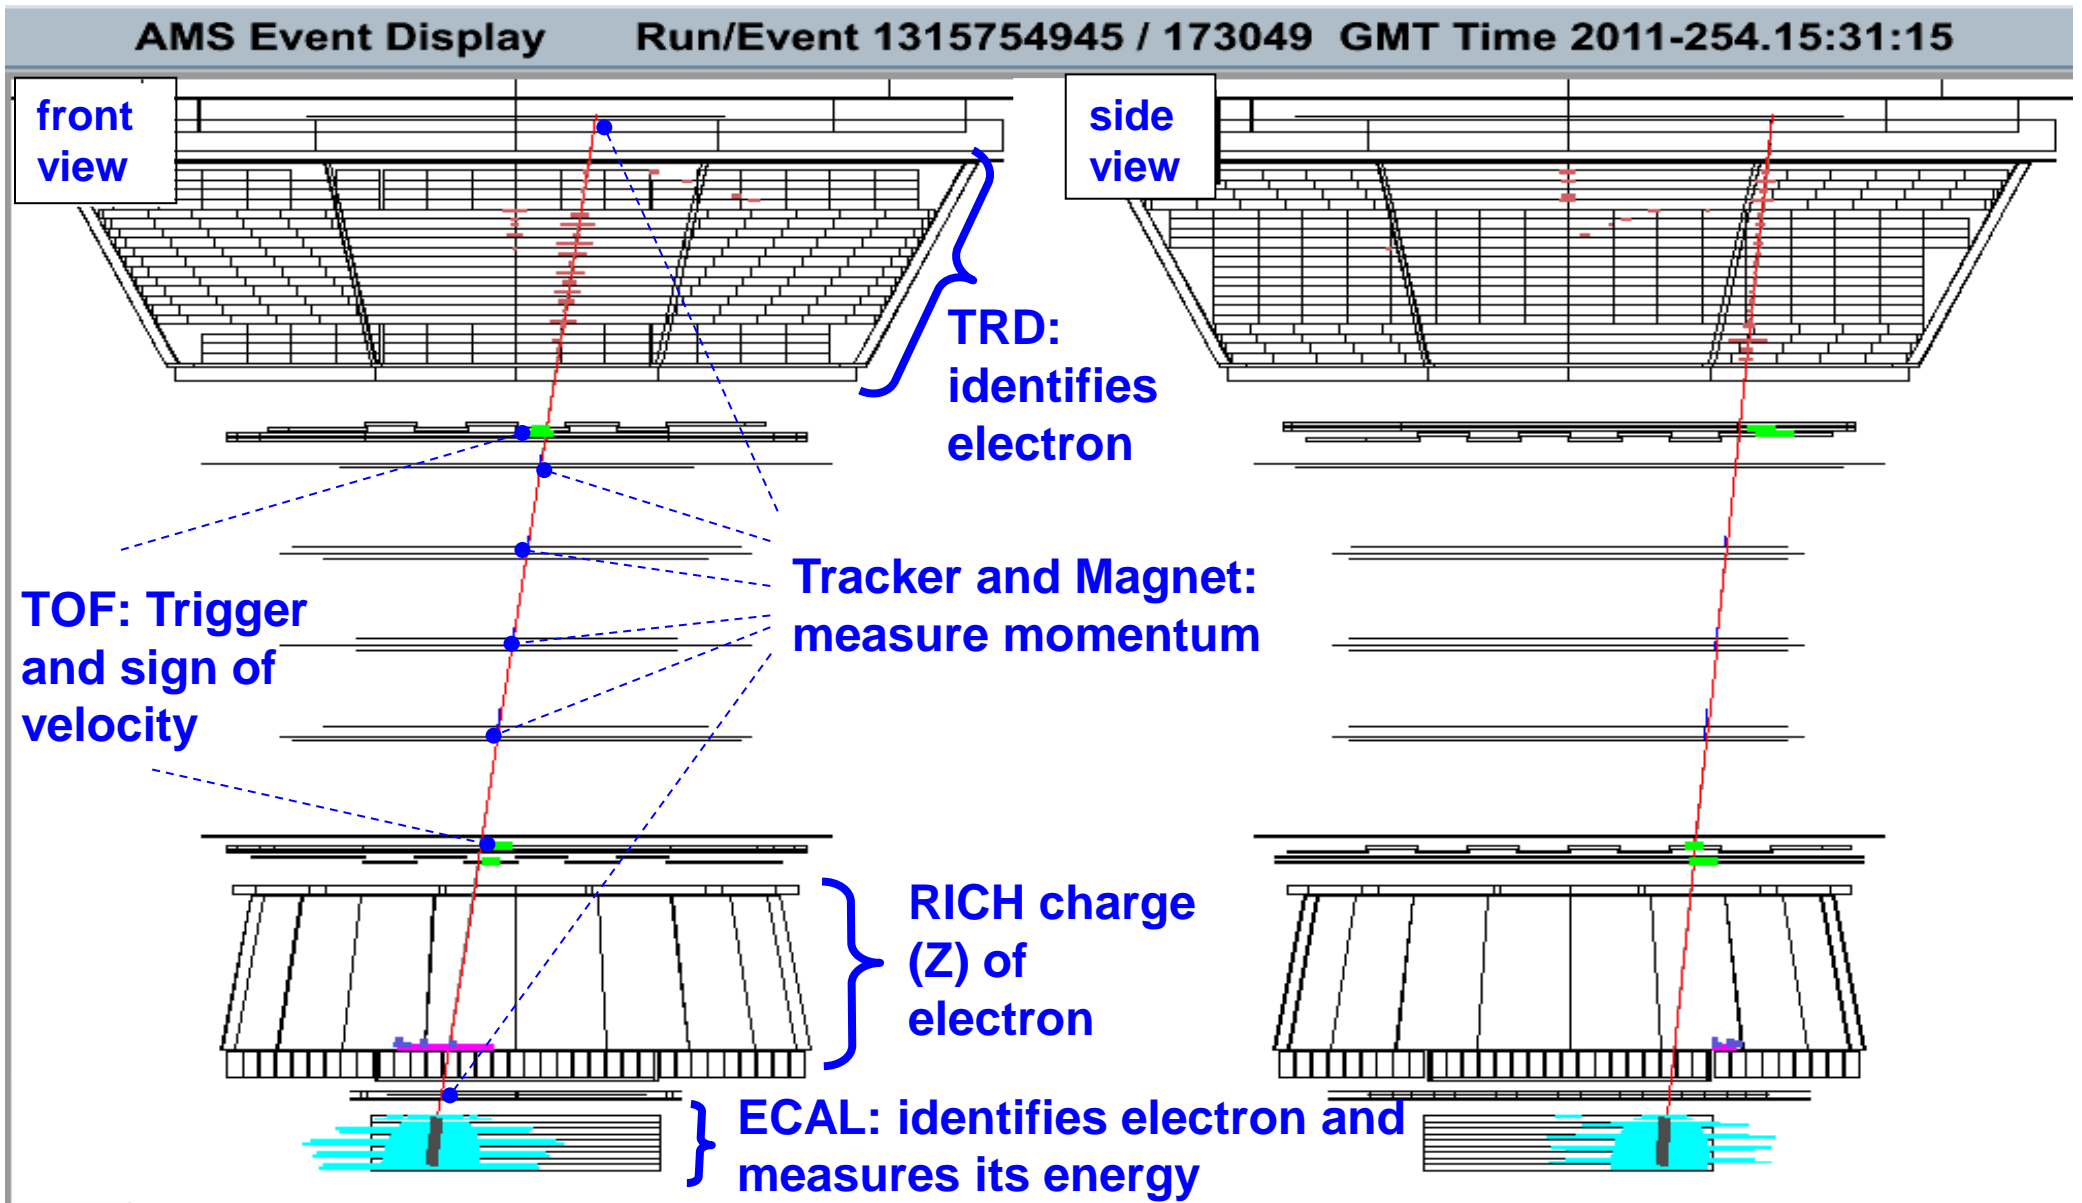 AMS Event Display Run/Event 1315754945 / 173049 GMT Time 2011-254.15:31:15
front
view
side
view
TRD:
identifies
electron
TOF: Trigger
and sign of
velocity
Tracker and Magnet:
measure momentum
RICH charge
(Z) of
electron
ECAL: identifies electron and
measures its energy